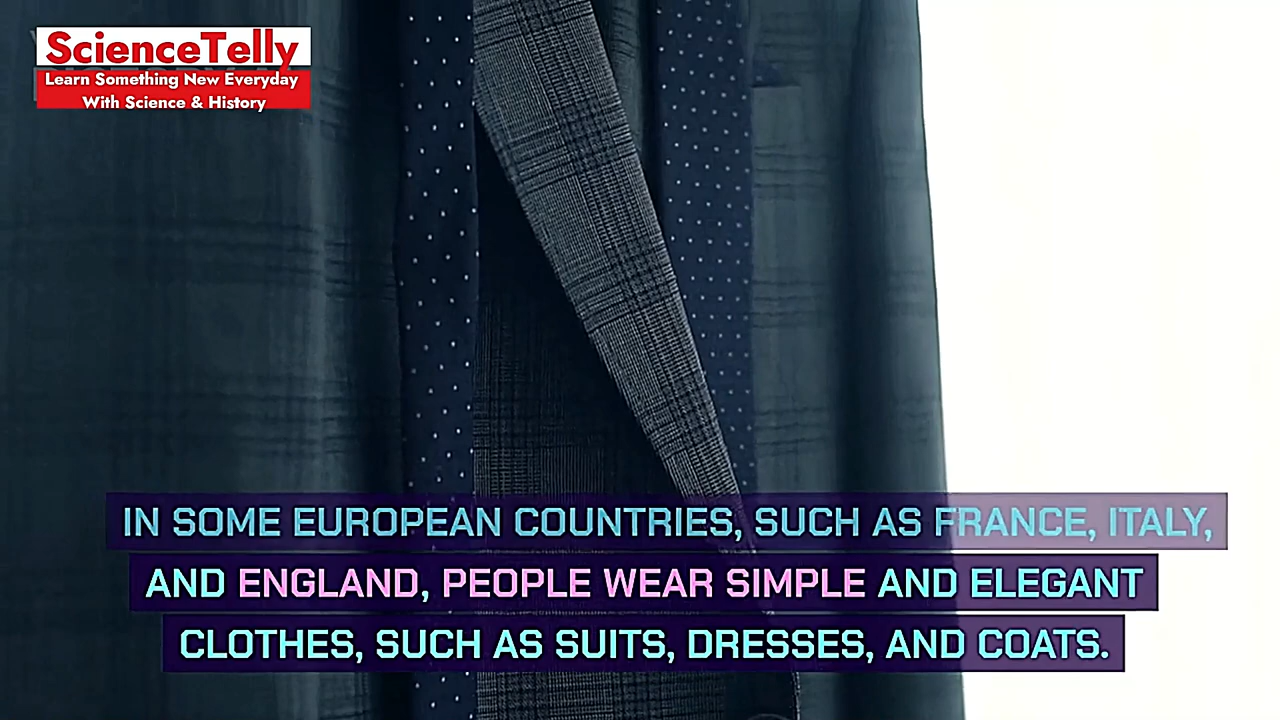 ScienceTelly
Learn Something New Everyday
With Science & History
IN SOME EUROPEAN COUNTRIES, SUCH AS FRANCE, ITALY,
AND ENGLAND, PEOPLE WEAR SIMPLE AND ELEGANT
CLOTHES, SUCH AS SUITS, DRESSES, AND COATS.